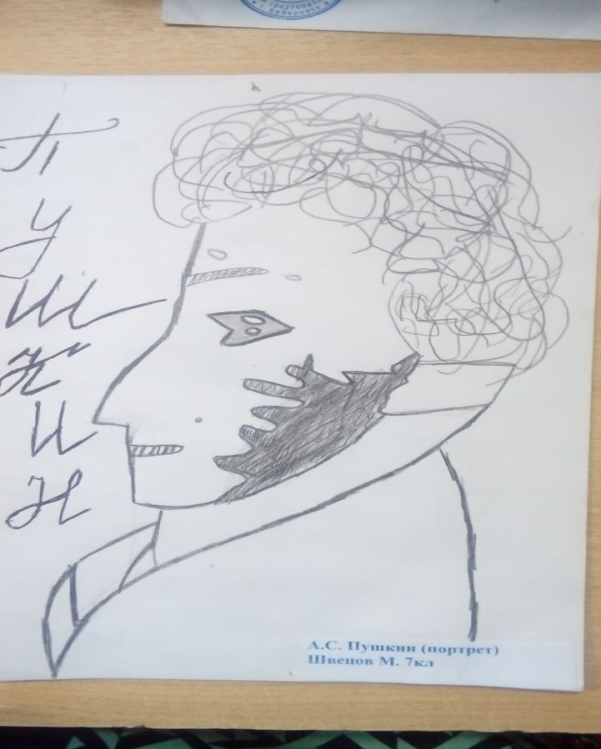 П
У
Ш
К
И
Н
А.С. Пушкин (портрет)
Швецов М. 7кл